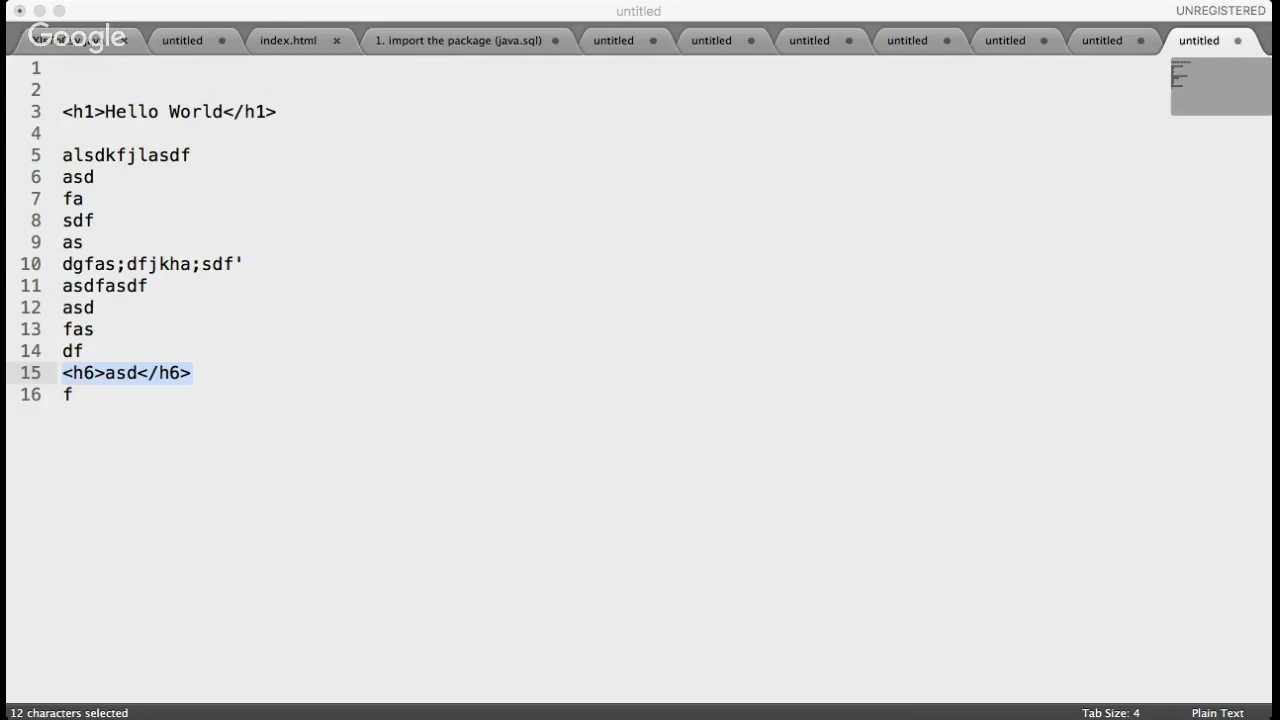 untitled
UNREGISTERED
Google
untitled
index.html
1. import the package (java.sql)
untitled
untitled
untitled
untitled
untitled
untitled
untitled
1
2
3 <h1>Hello World</h1>
4
5 alsdkfjlasdf
6 asd
7 fa
8 sdf
9 as
10 dgfas;dfjkha;sdf'
11 asdfasdf
12 asd
13 fas
14 df
15 <h6>asd</h6>
16 f
12 characters selected
Tab Size: 4
Plain Text